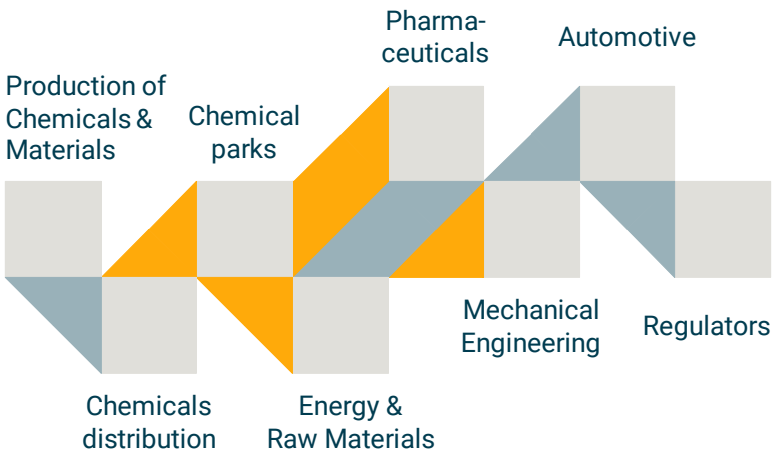 Pharma-
ceuticals
Automotive
Production of
Chemicals &
Materials
Chemical
parks
Mechanical
Engineering
Regulators
Chemicals
distribution
Energy &
Raw Materials